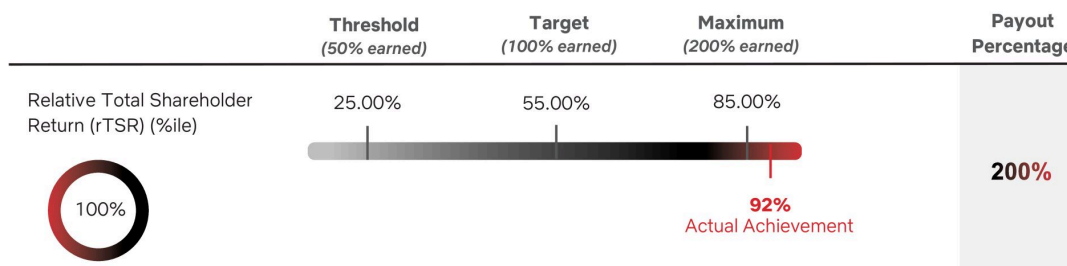 Threshold
(50% earned)
Target
(100% earned)
Maximum
(200% earned)
Payout
Percentage
Relative Total Shareholder
Return (rTSR) (%ile)
25.00%
55.00%
85.00%
100%
92%
Actual Achievement
200%